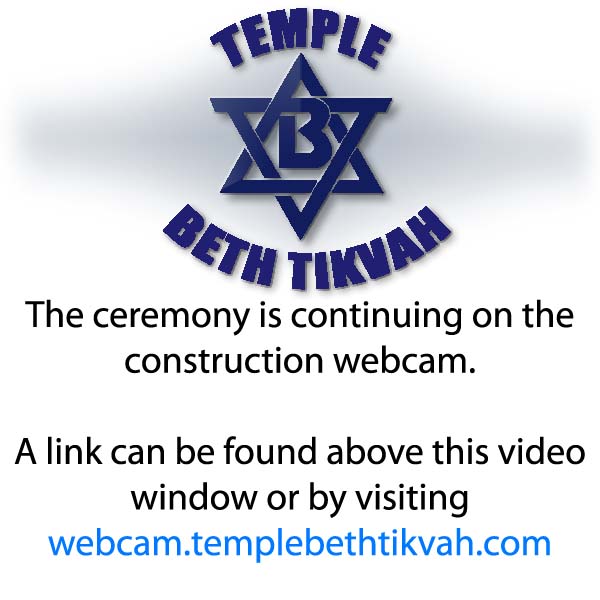 TEMPLE
B
BETH TIKVAH
The ceremony is continuing on the
construction webcam.
A link can be found above this video
window or by visiting
webcam.templebethtikvah.com